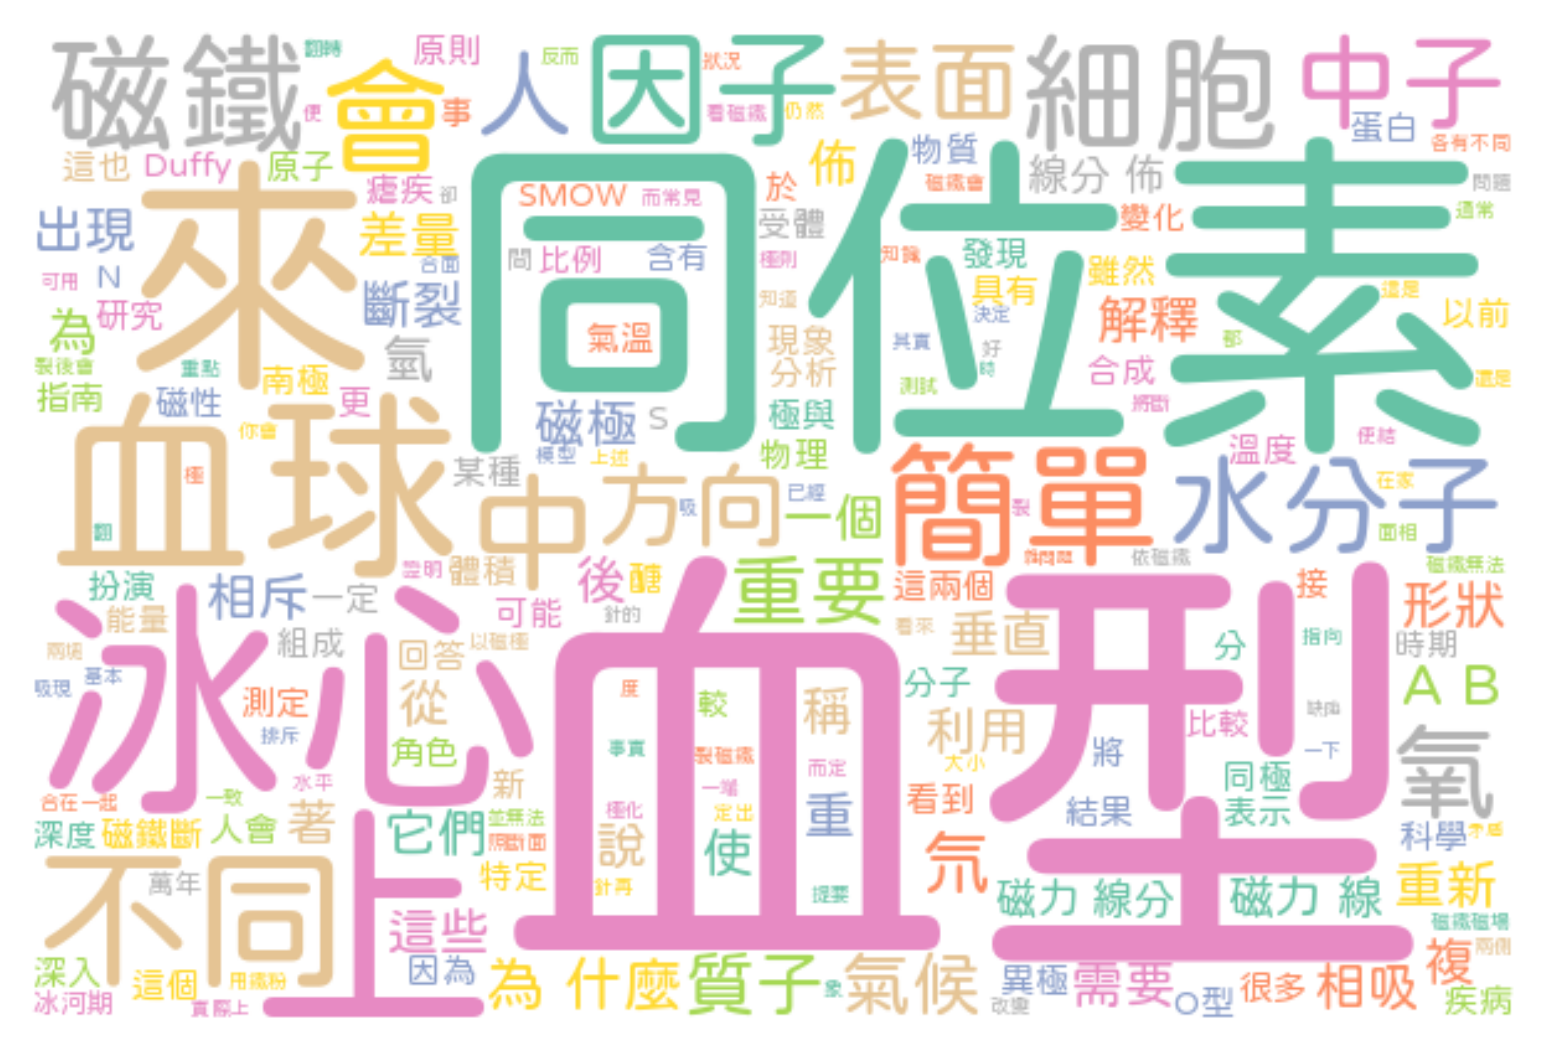 磁鐵
翻轉
原則
反而
因子
狀況
表面
細胞
中子
會
便
事
人
看磁鐵
仍然
蛋白
各有不同
這也
Duffy
原子
瘧疾
卻
佈
物質
磁鐵會
線分 佈
問題
來
同位素
SMOW
而常見
於
受體
變化
通常
出現
差量
合面
問
比例
含有
極則
知識
發現
雖然
可用
N
斷裂
知道
具有
這是
為
研究
氫
氣溫
現象
其實
決定
解釋
都
以前
裂後會
重點
南極
分析
測試
好
時
合成
還是
指南
磁性
更
磁極
S
極與
將斷
血球
你會
模型
上述
物理
簡單
溫度
便結
極
某種
中
方向
吸
已經
一個
裂
水分子
在家
面相
翻
證明
體積
後
醣
重要
這兩個
依磁鐵
接
磁鐵無法
扮演
相斥
一定
可能
針的
形狀
冰心
血型
能量
組成
回答
以磁極
看來
垂直
分
指向
時期
基本
吸現
測定
從
度
較
稱
分子
A B
排斥
角色
事實
裂磁鐵
而定
利用
大小
比較
將
一下
氧
水平
新
一端
同極
合在一起
一致
極化
定出
重
看到
結果
表示
深度
磁鐵斷
人會
著
它們
並無法
說
使
氘
科學
矛盾
不同
萬年
上
特定
針再
提要
土
磁力 線分
磁力 線
重新
這些
磁鐵磁場
深入
這個
用鐵粉
因為
為 什麼
質子
象
氣候
異極
需要
很多
相吸
複
兩側
冰河期
實際上
改變
O型
疾病